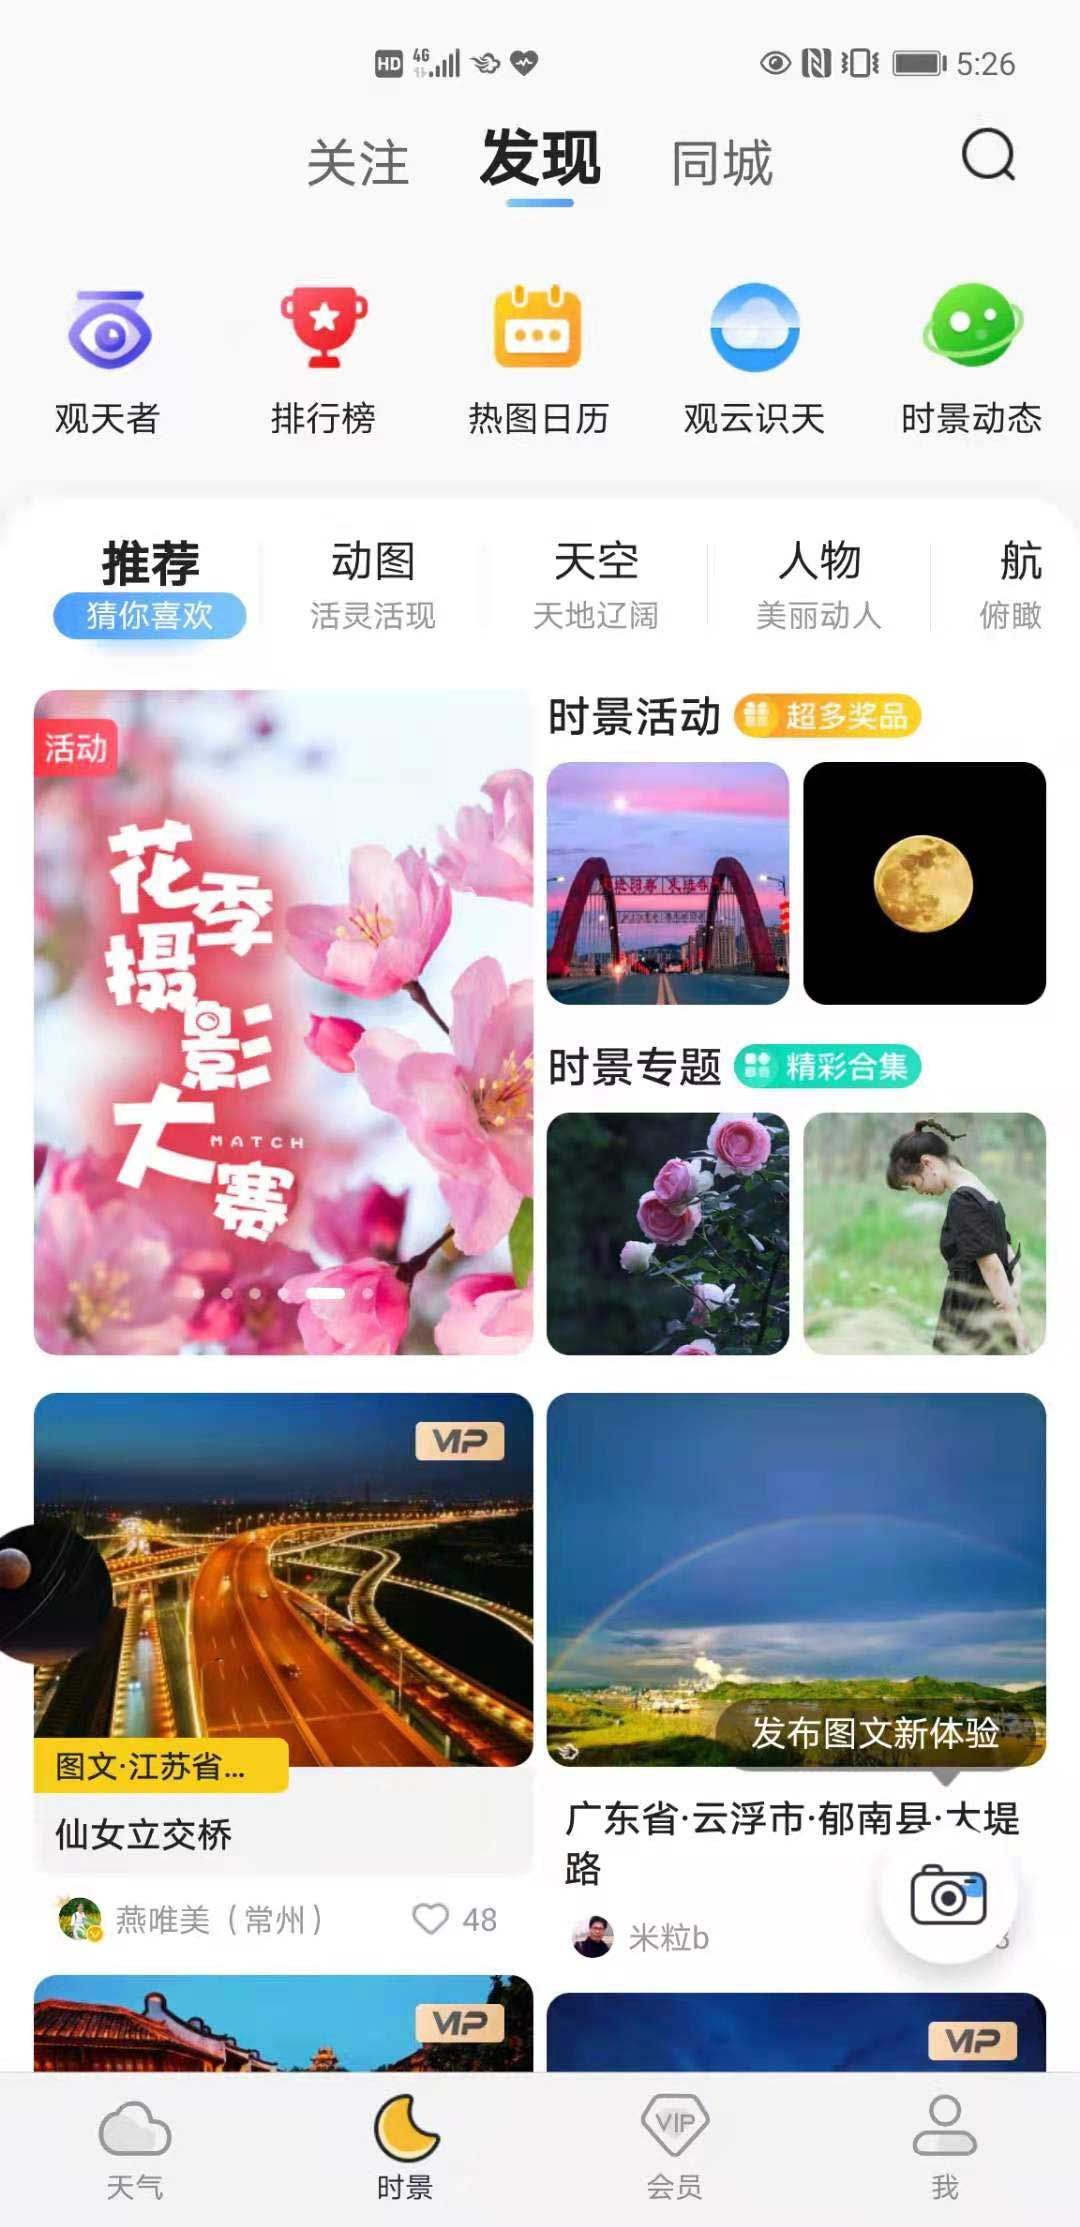 HD 4G 5:26
关注 发现 同城
观天者 排行榜 热图日历 观云识天 时景动态
推荐 动图 天空 人物 航
猜你喜欢 活灵活现 天地辽阔 美丽动人 俯瞰
活动
花季
摄影
大赛
MATCH
时景活动 超多奖品
时景专题 精彩合集
VIP
图文·江苏省...
仙女立交桥
燕唯美（常州） 48
发布图文新体验
广东省·云浮市·郁南县·大堤
路
米粒b
VIP
VIP
天气 时景 VIP 会员 我